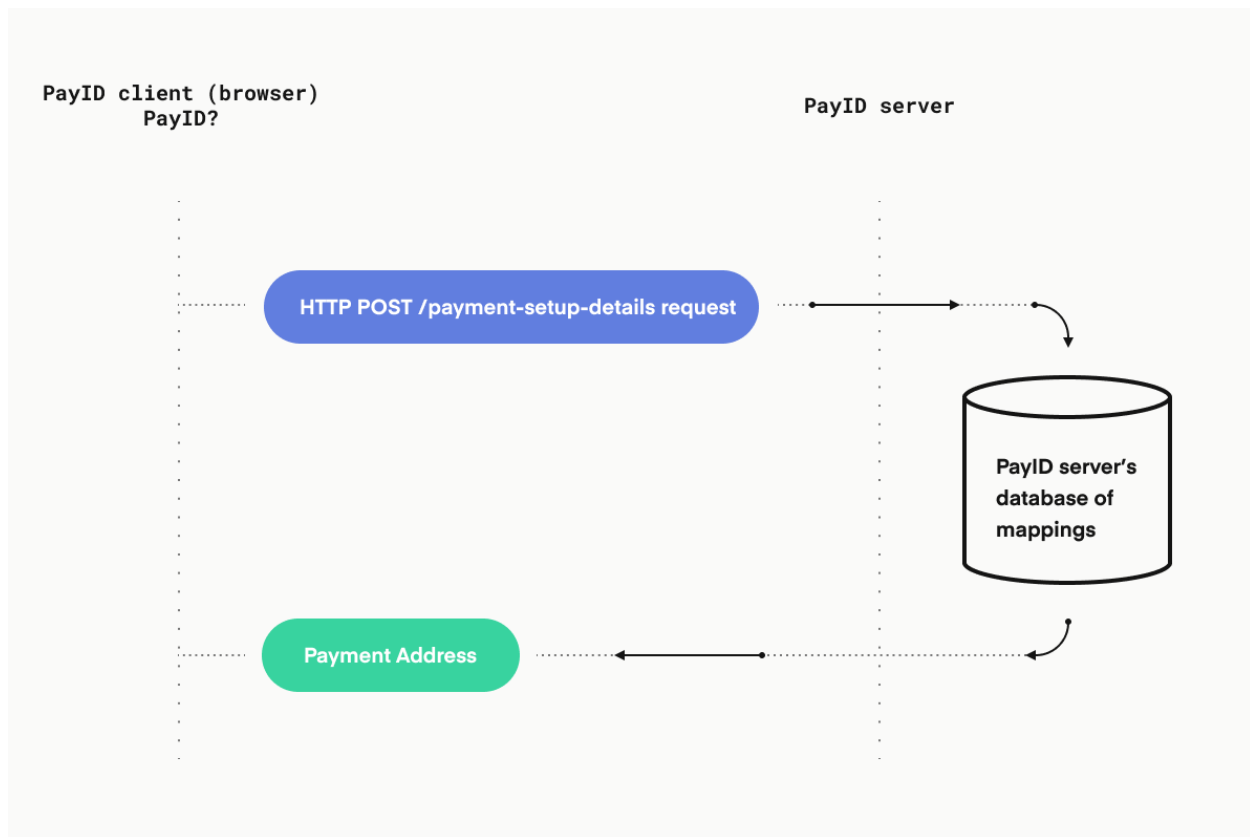 PayID client (browser)
PayID?
PayID server
HTTP POST /payment-setup-details request
PayID server’s
database of
mappings
Payment Address